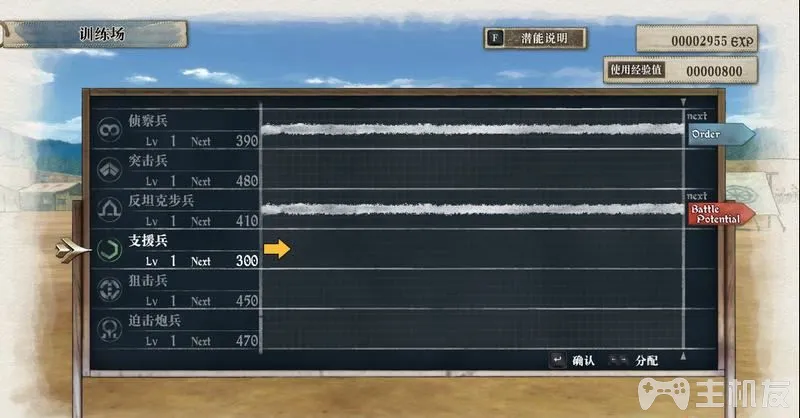 训练场
F 潜能说明
00002955 EXP
使用经验值 00000800
侦察兵
Lv 1 Next 390
next
Order
突击兵
Lv 1 Next 480
反坦克步兵
Lv 1 Next 410
next
Battle
Potential
支援兵
Lv 1 Next 300
狙击兵
Lv 1 Next 450
迫击炮兵
Lv 1 Next 470
确认 分配
主机友